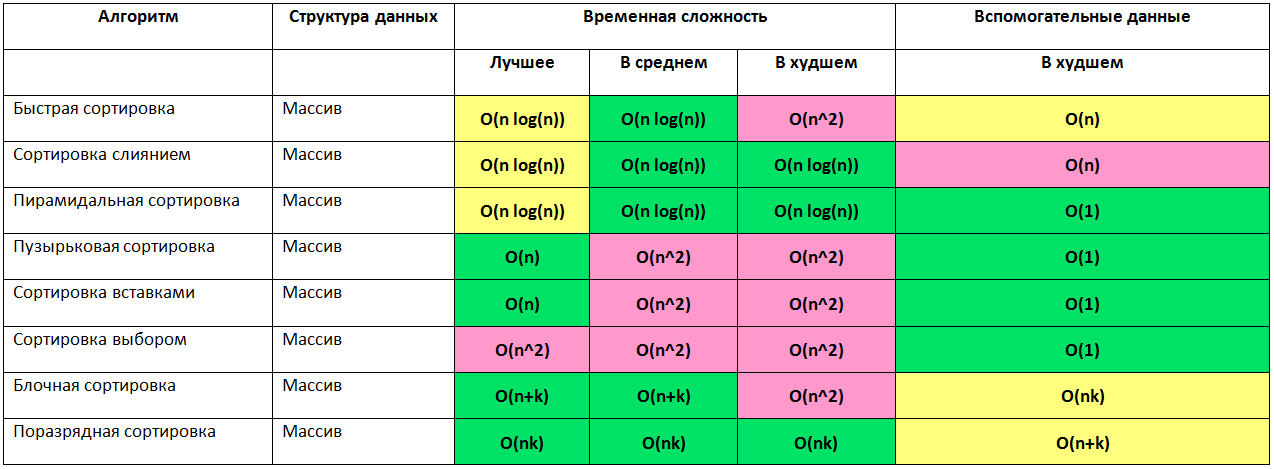 Алгоритм Структура данных Временная сложность Вспомогательные данные
Лучшее В среднем В худшем В худшем
Быстрая сортировка Массив O(n log(n)) O(n log(n)) O(n^2) O(n)
Сортировка слиянием Массив O(n log(n)) O(n log(n)) O(n log(n)) O(n)
Пирамидальная сортировка Массив O(n log(n)) O(n log(n)) O(n log(n)) O(1)
Пузырьковая сортировка Массив O(n) O(n^2) O(n^2) O(1)
Сортировка вставками Массив O(n) O(n^2) O(n^2) O(1)
Сортировка выбором Массив O(n^2) O(n^2) O(n^2) O(1)
Блочная сортировка Массив O(n+k) O(n+k) O(n^2) O(nk)
Поразрядная сортировка Массив O(nk) O(nk) O(nk) O(n+k)